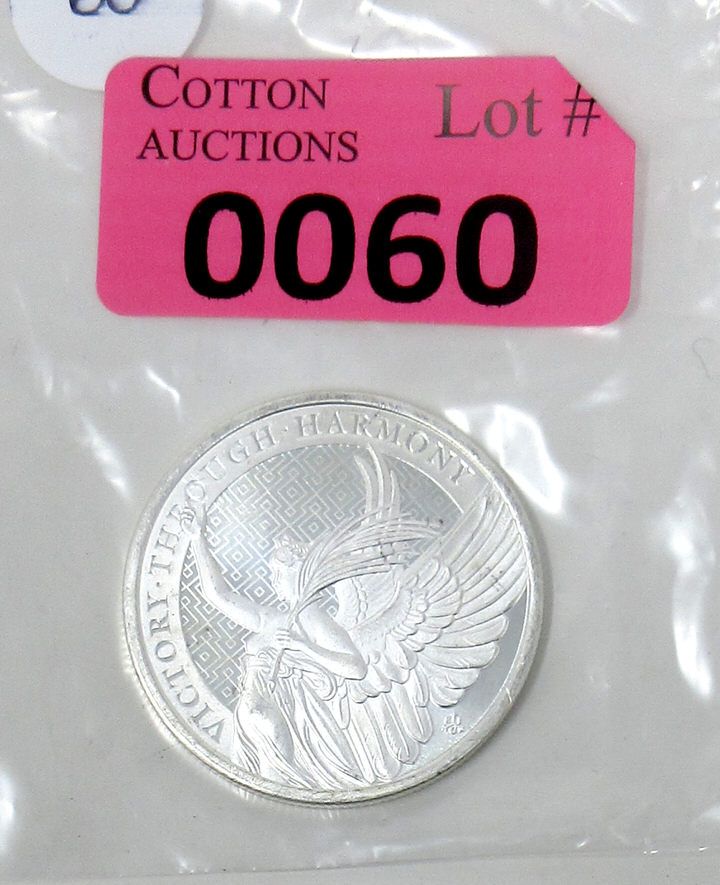 COTTON
AUCTIONS
Lot #
0060
VICTORY·THROUGH·HARMONY